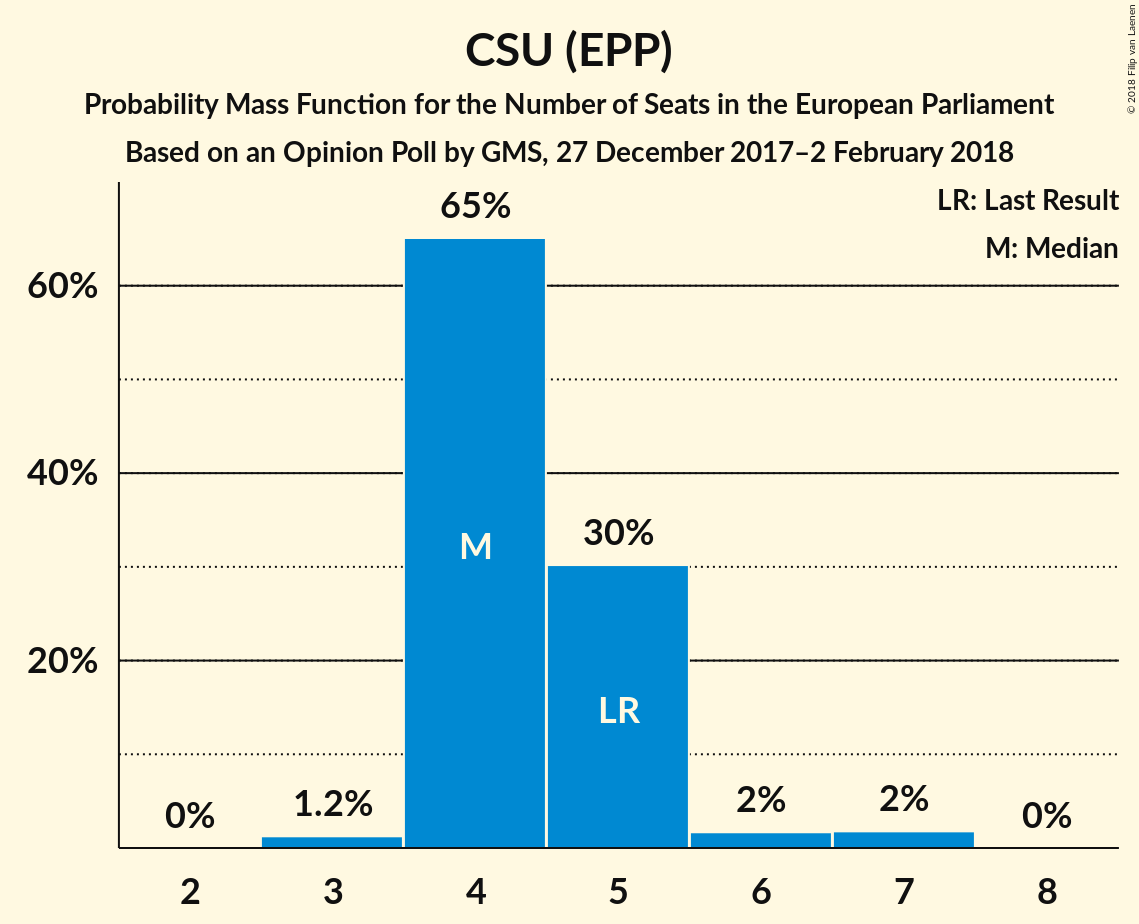 CSU (EPP)
Probability Mass Function for the Number of Seats in the European Parliament
Based on an Opinion Poll by GMS, 27 December 2017–2 February 2018
© 2018 Filip van Laenen
LR: Last Result
M: Median
60%
40%
20%
0%
1.2%
65%
30%
2%
2%
0%
M
LR
2 3 4 5 6 7 8